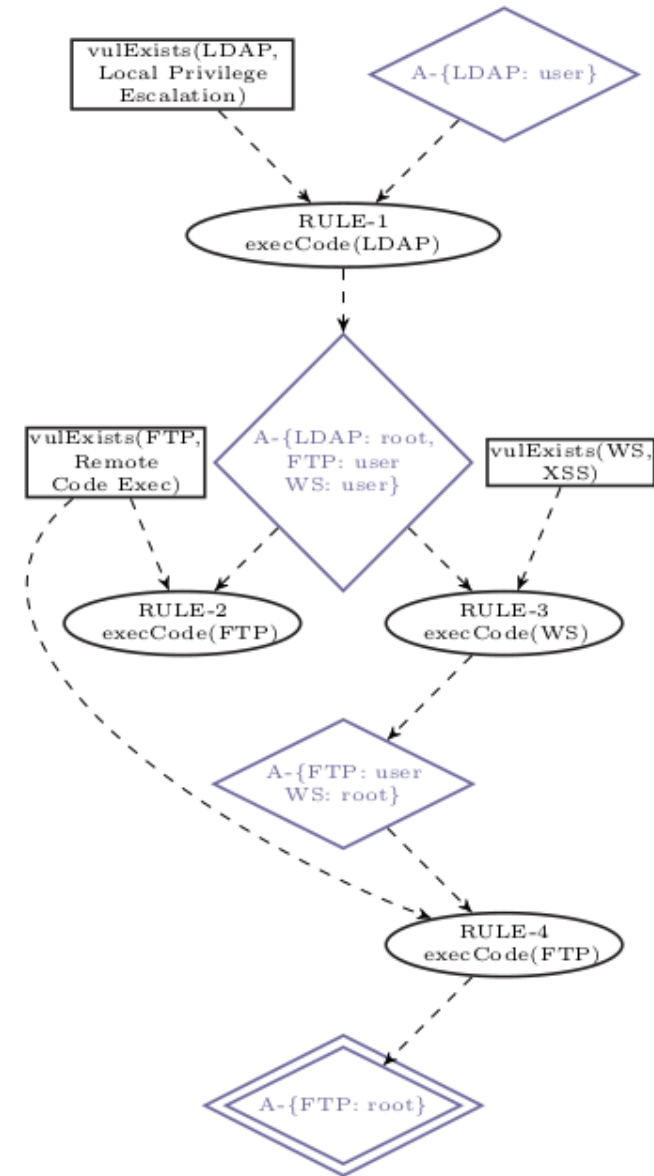 vulExists(LDAP,
Local Privilege
Escalation)
A-{LDAP: user}
RULE-1
execCode(LDAP)
vulExists(FTP,
Remote
Code Exec)
A-{LDAP: root,
FTP: user
WS: user}
vulExists(WS,
XSS)
RULE-2
execCode(FTP)
RULE-3
execCode(WS)
A-{FTP: user
WS: root}
RULE-4
execCode(FTP)
A-{FTP: root}